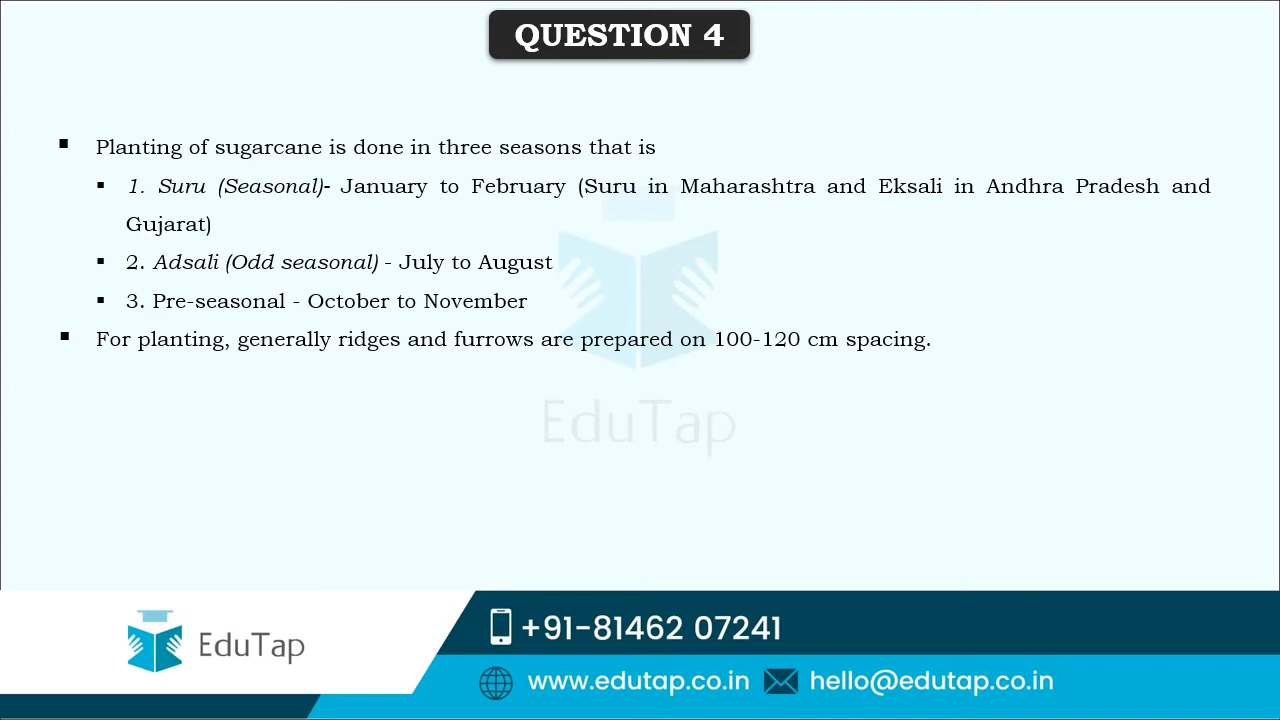 QUESTION 4
▪ Planting of sugarcane is done in three seasons that is
▪ 1. Suru (Seasonal)- January to February (Suru in Maharashtra and Eksali in Andhra Pradesh and
Gujarat)
▪ 2. Adsali (Odd seasonal) - July to August
▪ 3. Pre-seasonal - October to November
▪ For planting, generally ridges and furrows are prepared on 100-120 cm spacing.
EduTap
EduTap
+91-81462 07241
www.edutap.co.in
hello@edutap.co.in